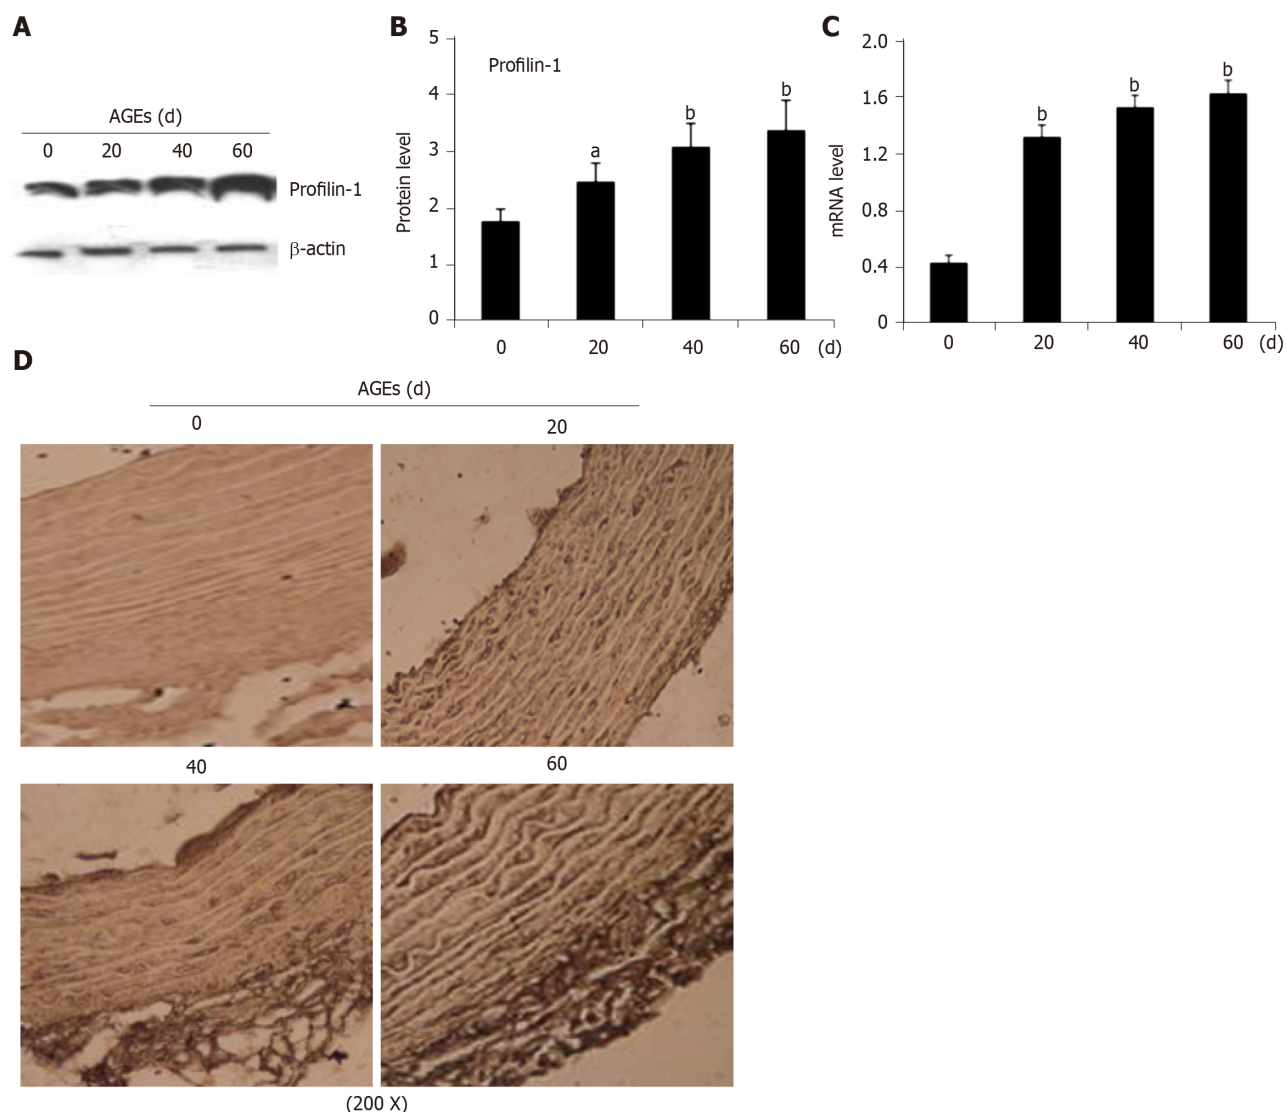 A
AGEs (d)
0 20 40 60
Profilin-1
β-actin
B
5
4
3
2
1
0
Protein level
Profilin-1
a
b
b
0 20 40 60 (d)
C
2.0
1.6
1.2
0.8
0.4
0
mRNA level
b
b
b
0 20 40 60 (d)
D
AGEs (d)
0 20
40 60
(200 X)